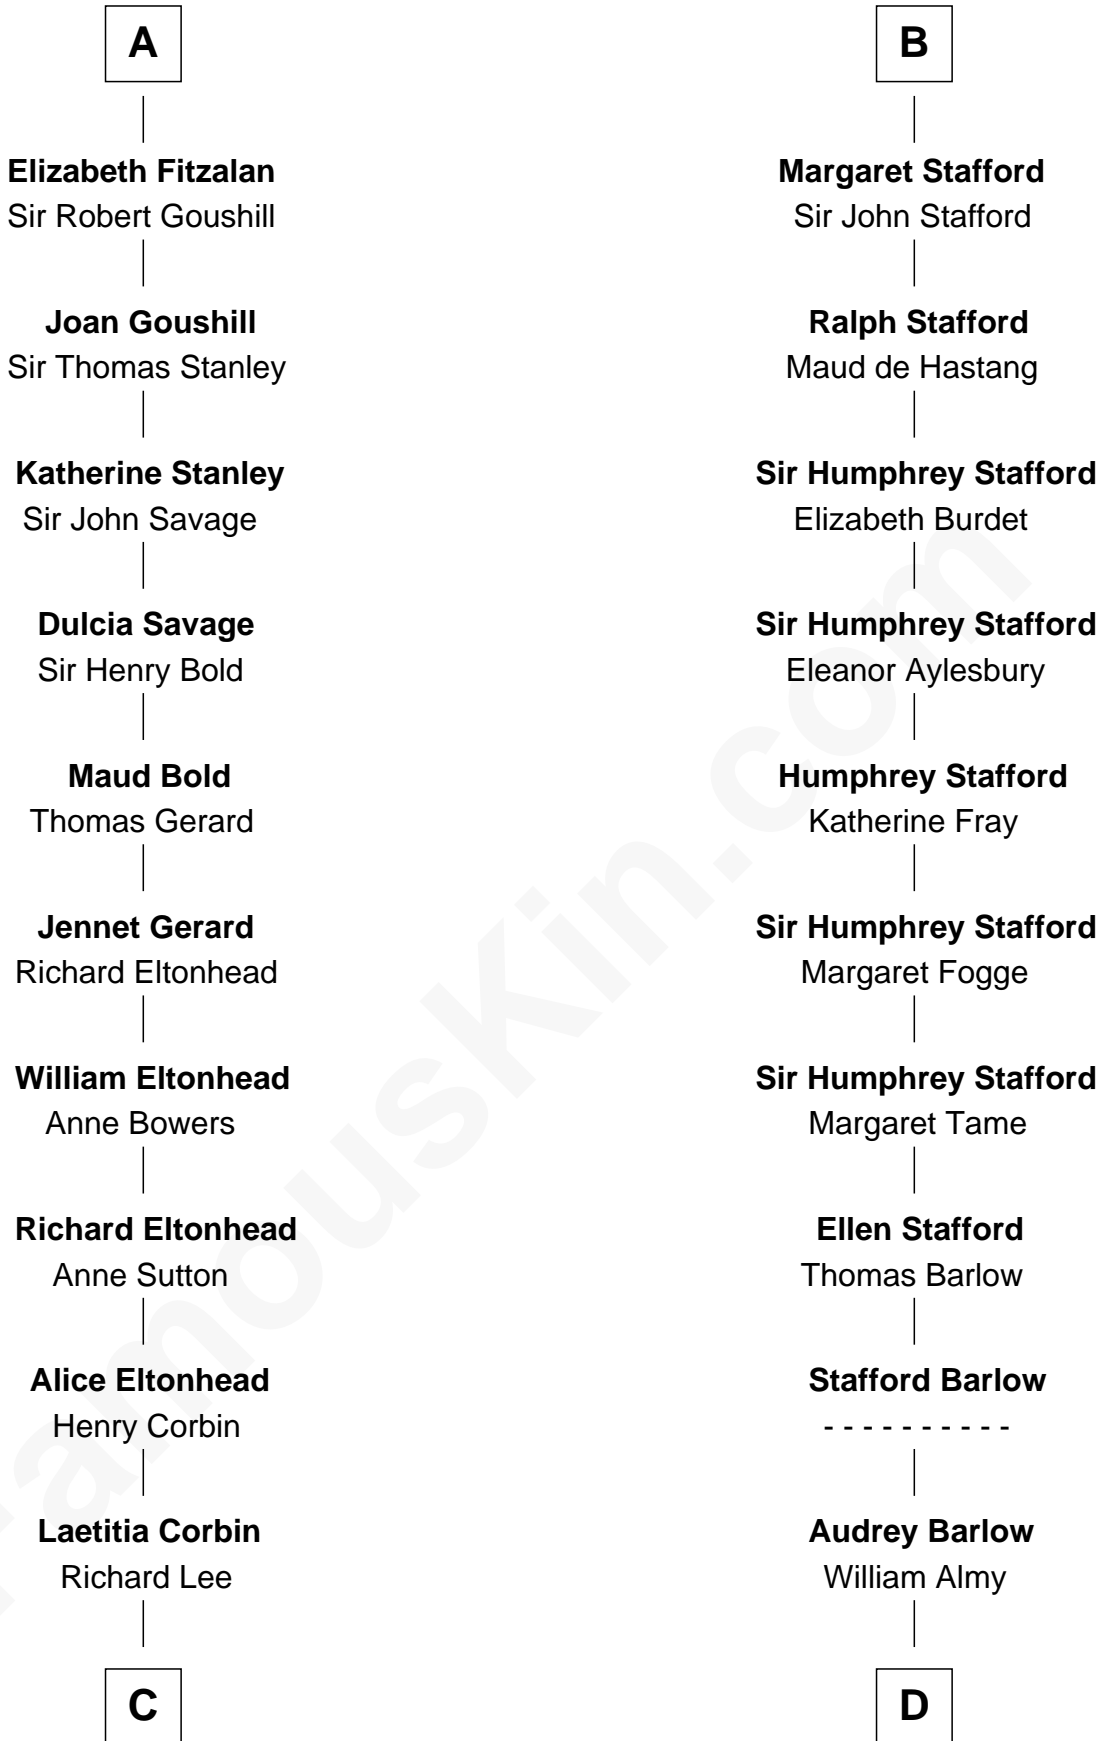 A
Elizabeth Fitzalan
Sir Robert Goushill
Joan Goushill
Sir Thomas Stanley
Katherine Stanley
Sir John Savage
Dulcia Savage
Sir Henry Bold
Maud Bold
Thomas Gerard
Jennet Gerard
Richard Eltonhead
William Eltonhead
Anne Bowers
Richard Eltonhead
Anne Sutton
Alice Eltonhead
Henry Corbin
Laetitia Corbin
Richard Lee
C
B
Margaret Stafford
Sir John Stafford
Ralph Stafford
Maud de Hastang
Sir Humphrey Stafford
Elizabeth Burdet
Sir Humphrey Stafford
Eleanor Aylesbury
Humphrey Stafford
Katherine Fray
Sir Humphrey Stafford
Margaret Fogge
Sir Humphrey Stafford
Margaret Tame
Ellen Stafford
Thomas Barlow
Stafford Barlow
- - - - - - - - - -
Audrey Barlow
William Almy
D
FamousKin.com